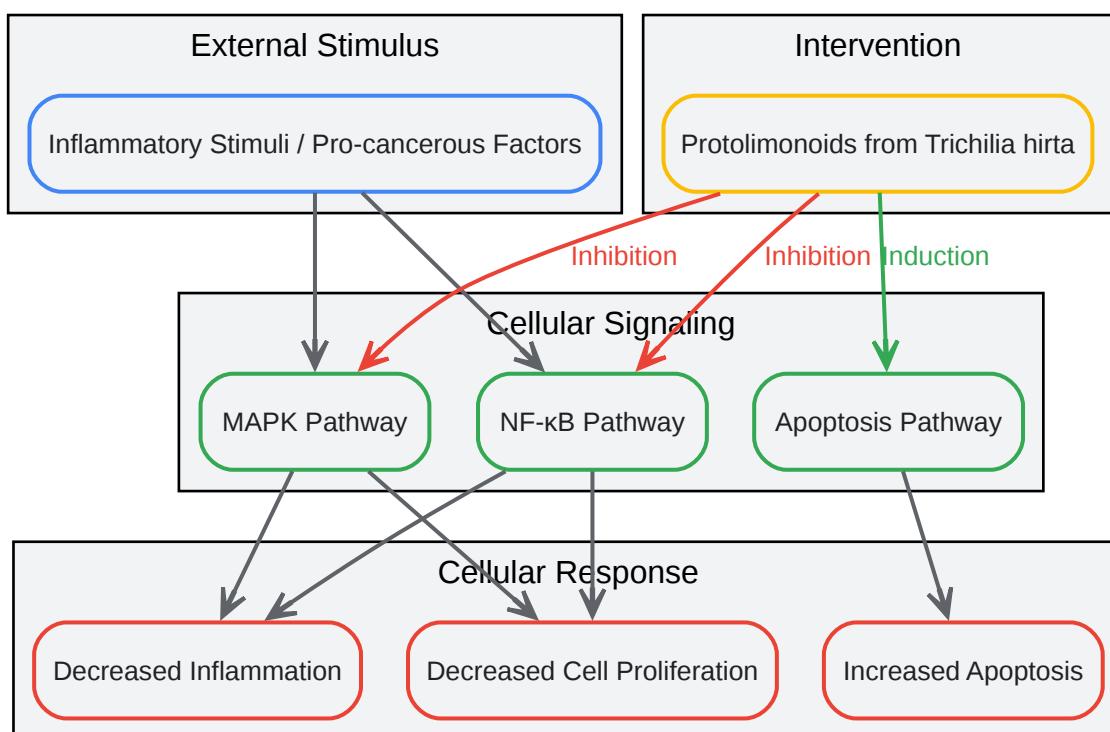 External Stimulus
Intervention
Inflammatory Stimuli / Pro-cancerous Factors
Protolimonoids from Trichilia hirta
Inhibition
Inhibition
Induction
Cellular Signaling
MAPK Pathway
NF-κB Pathway
Apoptosis Pathway
Cellular Response
Decreased Inflammation
Decreased Cell Proliferation
Increased Apoptosis